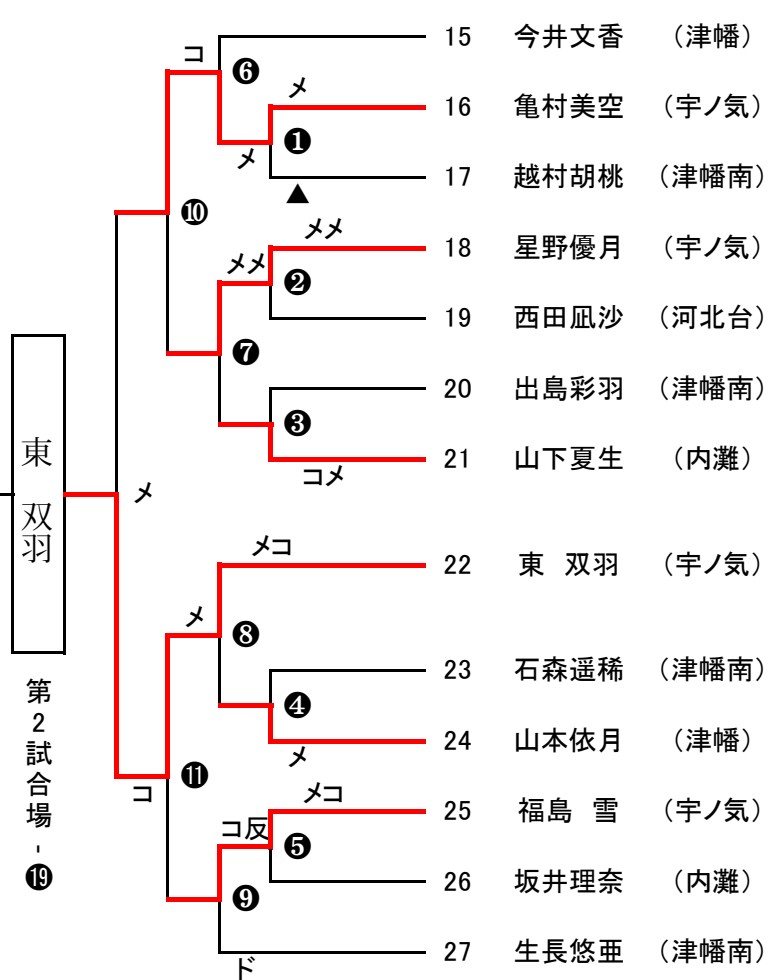 15 今井文香 （津幡）
コ
❻
メ
16 亀村美空 （宇ノ気）
❶
メ
17 越村胡桃 （津幡南）
▲
❿
メメ
18 星野優月 （宇ノ気）
メメ
❷
19 西田凪沙 （河北台）
❼
20 出島彩羽 （津幡南）
❸
21 山下夏生 （内灘）
コメ
東 双羽
メ
メコ
22 東 双羽 （宇ノ気）
メ
❽
23 石森遥稀 （津幡南）
❹
24 山本依月 （津幡）
メ
第2試合場-⓳
⓫
コ
メコ
25 福島 雪 （宇ノ気）
コ反
❺
26 坂井理奈 （内灘）
❾
27 生長悠亜 （津幡南）
ド